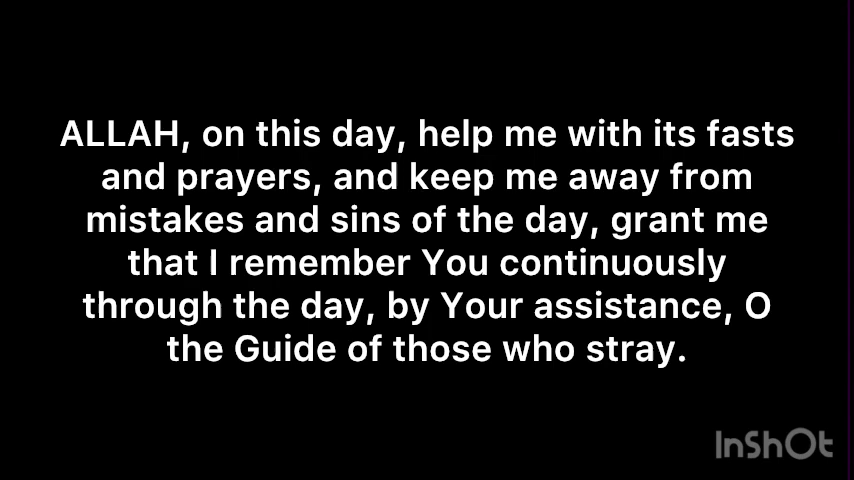 ALLAH, on this day, help me with its fasts
and prayers, and keep me away from
mistakes and sins of the day, grant me
that I remember You continuously
through the day, by Your assistance, O
the Guide of those who stray.
InShOt